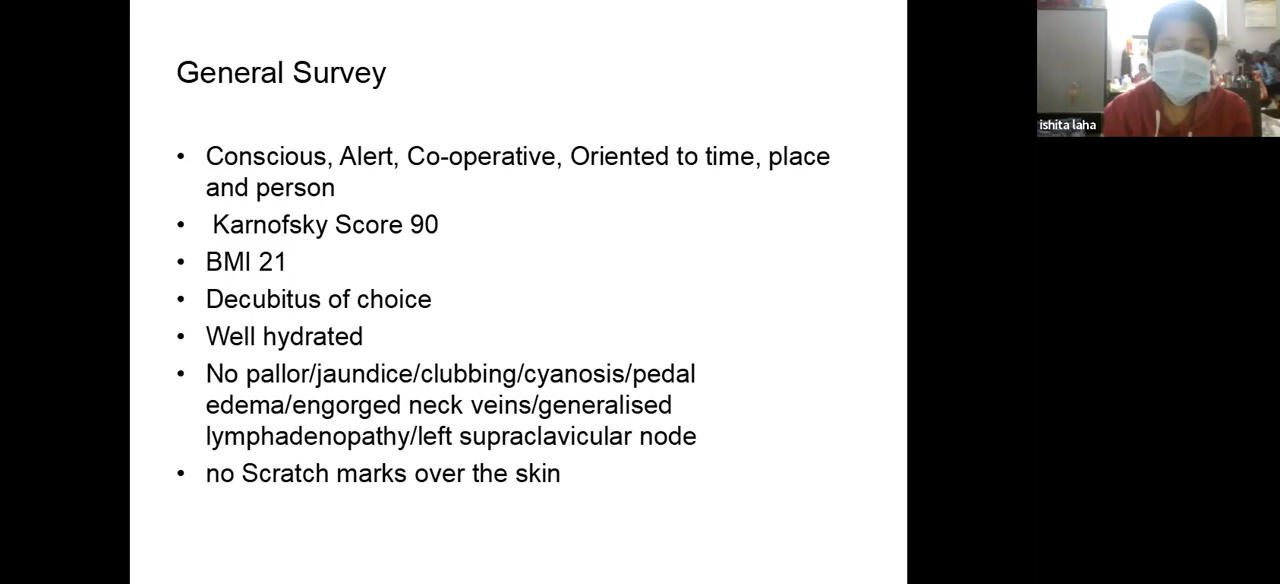 General Survey
• Conscious, Alert, Co-operative, Oriented to time, place
and person
• Karnofsky Score 90
• BMI 21
• Decubitus of choice
• Well hydrated
• No pallor/jaundice/clubbing/cyanosis/pedal
edema/engorged neck veins/generalised
lymphadenopathy/left supraclavicular node
• no Scratch marks over the skin
ishita laha